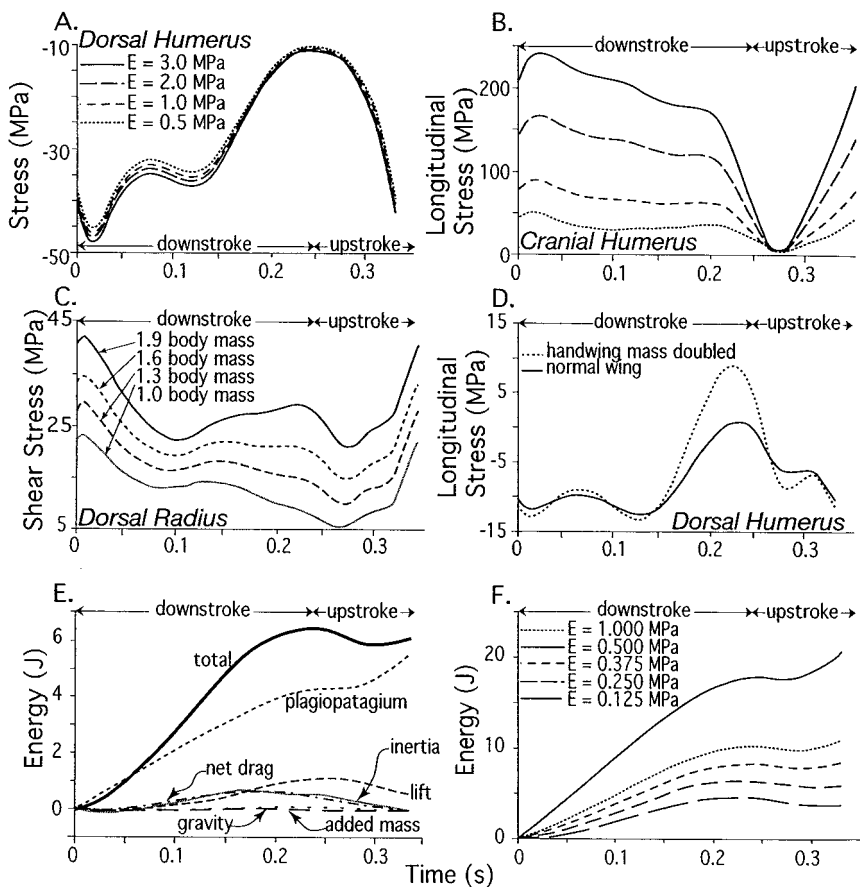 A.
Dorsal Humerus
E = 3.0 MPa
E = 2.0 MPa
E = 1.0 MPa
E = 0.5 MPa
Stress (MPa)
-10
-30
-50
downstroke
upstroke
0
0.1
0.2
0.3
B.
downstroke
upstroke
Longitudinal
Stress (MPa)
200
100
0
Cranial Humerus
0
0.1
0.2
0.3
C.
downstroke
upstroke
Shear Stress (MPa)
45
25
5
1.9 body mass
1.6 body mass
1.3 body mass
1.0 body mass
Dorsal Radius
0
0.1
0.2
0.3
D.
downstroke
upstroke
Longitudinal
Stress (MPa)
15
5
-5
-15
handwing mass doubled
normal wing
Dorsal Humerus
0
0.1
0.2
0.3
E.
downstroke
upstroke
Energy (J)
6
4
2
0
total
plagiopatagium
net drag
inertia
lift
gravity
added mass
0
0.1
0.2
0.3
F.
downstroke
upstroke
E = 1.000 MPa
E = 0.500 MPa
E = 0.375 MPa
E = 0.250 MPa
E = 0.125 MPa
Energy (J)
20
10
0
0
0.1
0.2
0.3
Time (s)